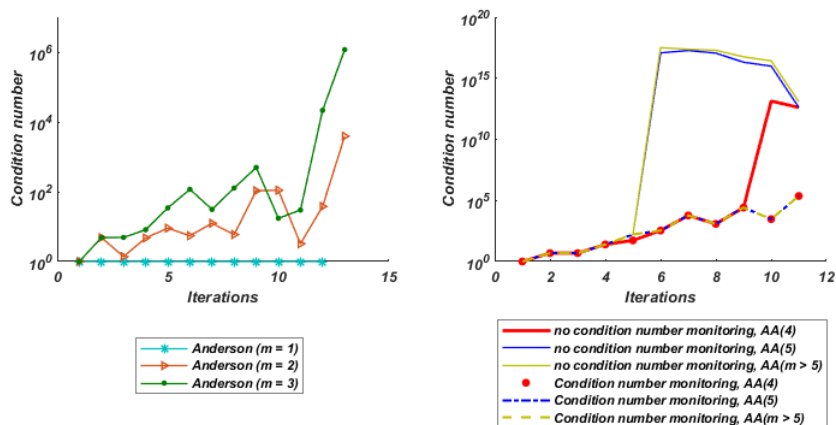 10^6
10^4
10^2
10^0
Condition number
0 5 10 15
Iterations
Anderson (m = 1)
Anderson (m = 2)
Anderson (m = 3)
10^20
10^15
10^10
10^5
10^0
Condition number
0 2 4 6 8 10 12
Iterations
no condition number monitoring, AA(4)
no condition number monitoring, AA(5)
no condition number monitoring, AA(m > 5)
Condition number monitoring, AA(4)
Condition number monitoring, AA(5)
Condition number monitoring, AA(m > 5)